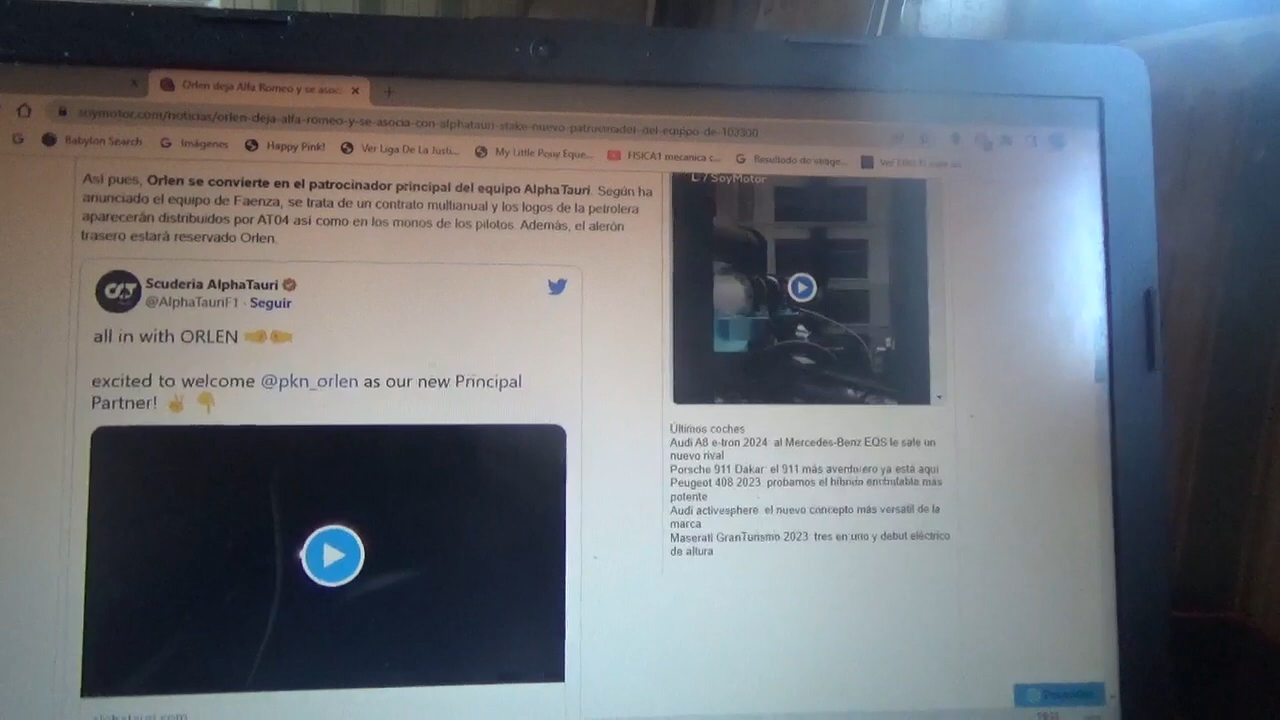 Orlen deja Alfa Romeo y se asoc
soymotor.com/noticias/orlen-deja-alfa-romeo-y-se-asocia-con-alphatauri-stake-nuevo-patrocinador-del-equipo-de-102300
Babylon Search Imágenes Happy Pink! Ver Liga De La Justi... My Little Pony Eque... FISICA1 mecanica c... Resultado de
Así pues, Orlen se convierte en el patrocinador principal del equipo AlphaTauri. Según ha
anunciado el equipo de Faenza, se trata de un contrato multianual y los logos de la petrolera
aparecerán distribuidos por AT04 así como en los monos de los pilotos. Además, el alerón
trasero estará reservado Orlen.
Scuderia AlphaTauri
@AlphaTauriF1 · Seguir
all in with ORLEN 🤜🤛
excited to welcome @pkn_orlen as our new Principal
Partner! ✌️ 👇
alphatauri.com
L7SoyMotor
Últimos coches
Audi A8 e-tron 2024 al Mercedes-Benz EQS le sale un
nuevo rival
Porsche 911 Dakar el 911 más aventurero ya está aquí
Peugeot 408 2023 probamos el híbrido enchufable más
potente
Audi activesphere el nuevo concepto más versátil de la
marca
Maserati GranTurismo 2023 tres en uno y debut eléctrico
de altura